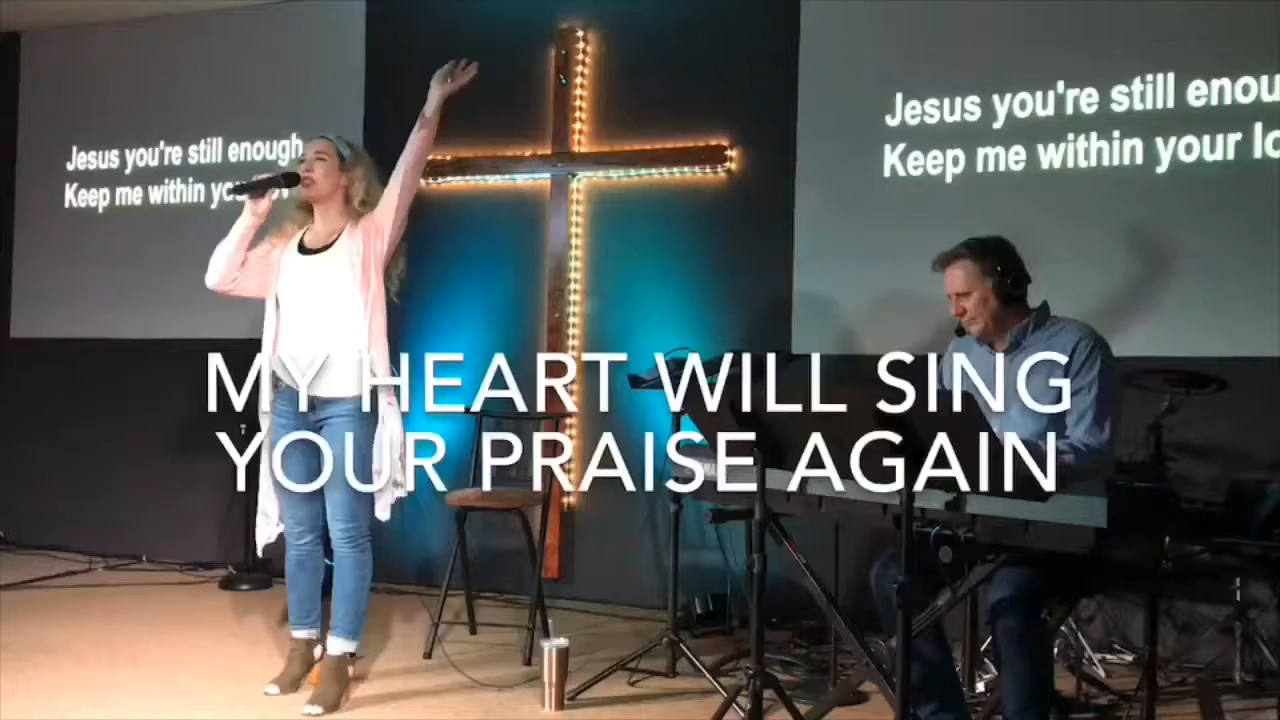 Jesus you're still enough
Keep me within
Jesus you're still
Keep me within your
MY HEART WILL SING
YOUR PRAISE AGAIN